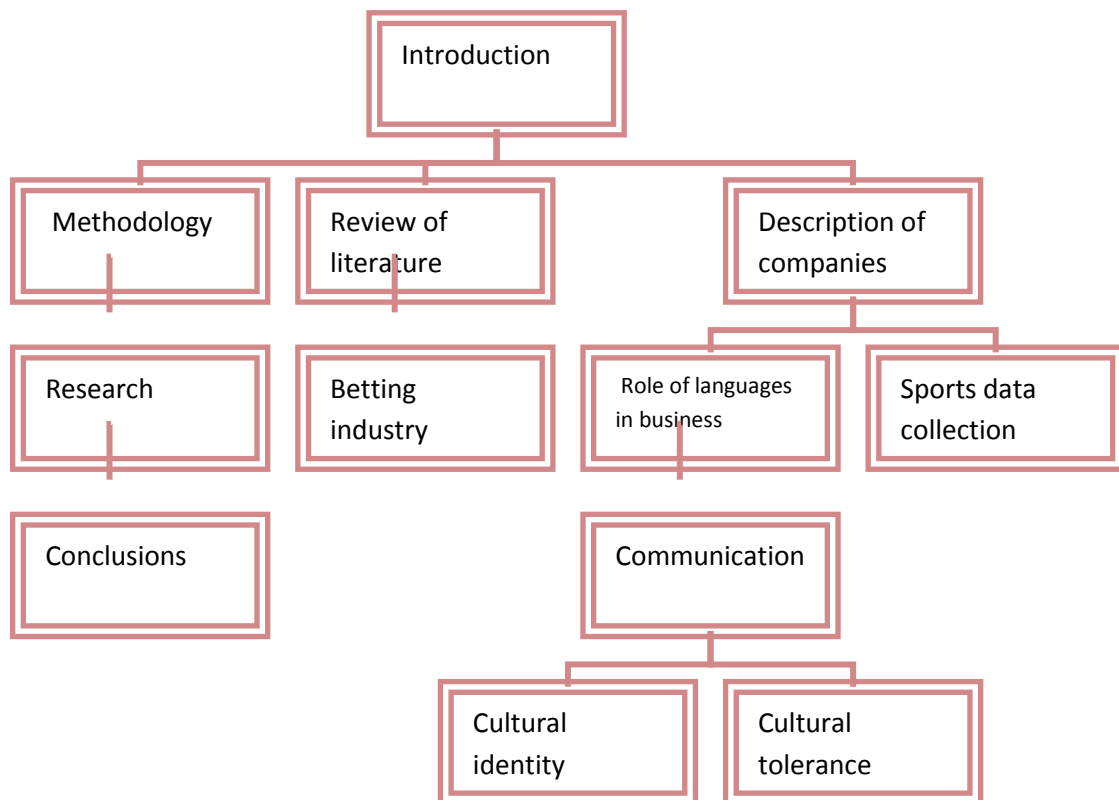 Introduction
Methodology
Review of
literature
Description of
companies
Research
Betting
industry
Role of languages
in business
Sports data
collection
Conclusions
Communication
Cultural
identity
Cultural
tolerance